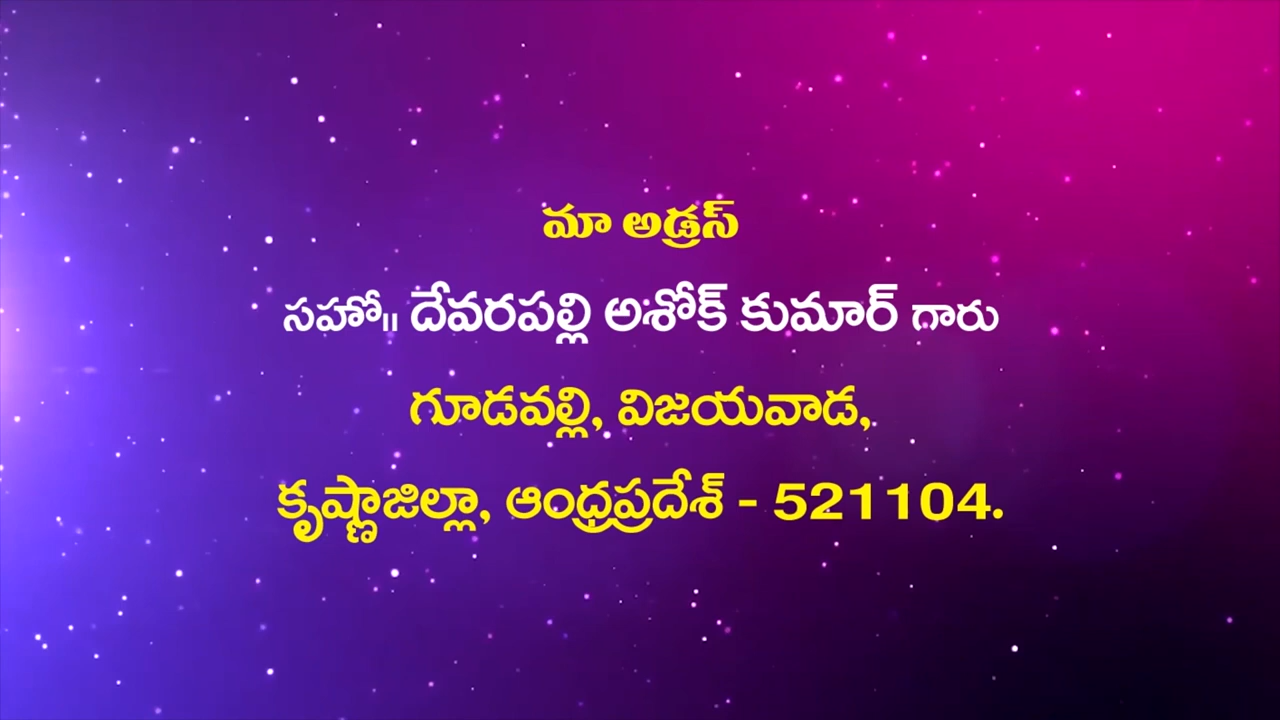 మా అడ్రస్
సహో|| దేవరపల్లి అశోక్ కుమార్ గారు
గూడవల్లి, విజయవాడ,
కృష్ణాజిల్లా, ఆంధ్రప్రదేశ్ - 521104.